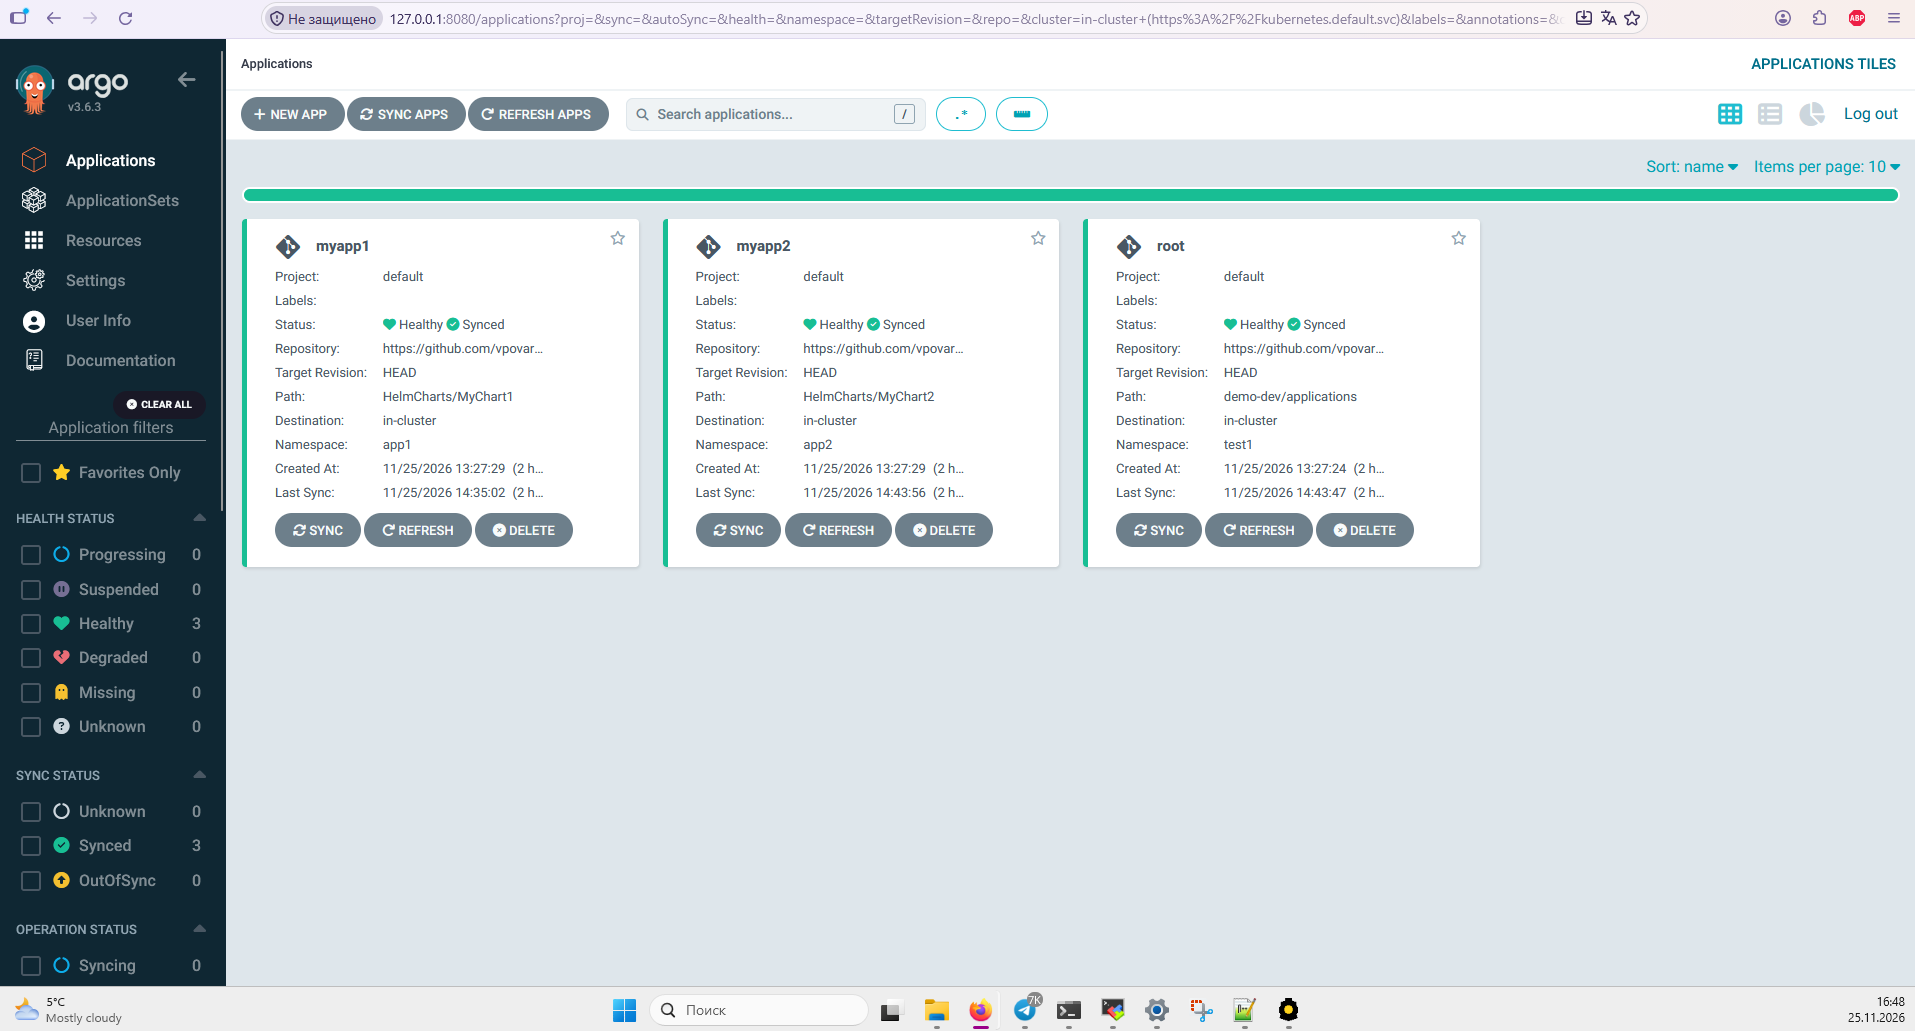 Не защищено 127.0.0.1:8080/applications?proj=&sync=&autoSync=&health=&namespace=&targetRevision=&repo=&cluster=in-cluster+(https%3A%2F%2Fkubernetes.default.svc)&labels=&annotations=&
ABP
argo
v3.6.3
Applications
ApplicationSets
Resources
Settings
User Info
Documentation
CLEAR ALL
Application filters
Favorites Only
HEALTH STATUS
Progressing 0
Suspended 0
Healthy 3
Degraded 0
Missing 0
Unknown 0
SYNC STATUS
Unknown 0
Synced 3
OutOfSync 0
OPERATION STATUS
Syncing 0
Applications
APPLICATIONS TILES
+ NEW APP SYNC APPS REFRESH APPS Search applications... / .* Log out
Sort: name Items per page: 10
myapp1
Project: default
Labels:
Status: Healthy Synced
Repository: https://github.com/vpovar...
Target Revision: HEAD
Path: HelmCharts/MyChart1
Destination: in-cluster
Namespace: app1
Created At: 11/25/2026 13:27:29 (2 h...
Last Sync: 11/25/2026 14:35:02 (2 h...
SYNC REFRESH DELETE
myapp2
Project: default
Labels:
Status: Healthy Synced
Repository: https://github.com/vpovar...
Target Revision: HEAD
Path: HelmCharts/MyChart2
Destination: in-cluster
Namespace: app2
Created At: 11/25/2026 13:27:29 (2 h...
Last Sync: 11/25/2026 14:43:56 (2 h...
SYNC REFRESH DELETE
root
Project: default
Labels:
Status: Healthy Synced
Repository: https://github.com/vpovar...
Target Revision: HEAD
Path: demo-dev/applications
Destination: in-cluster
Namespace: test1
Created At: 11/25/2026 13:27:24 (2 h...
Last Sync: 11/25/2026 14:43:47 (2 h...
SYNC REFRESH DELETE
5°C
Mostly cloudy
Поиск
7K
16:48
25.11.2026